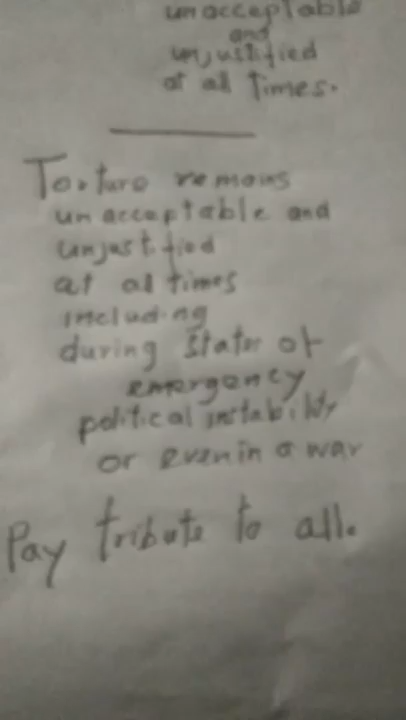 unacceptable
and
unjustified
at all times.
Torture remains
unacceptable and
unjustified
at all times
including
during state of
emergency
political instability
or even in a war
Pay tribute to all.